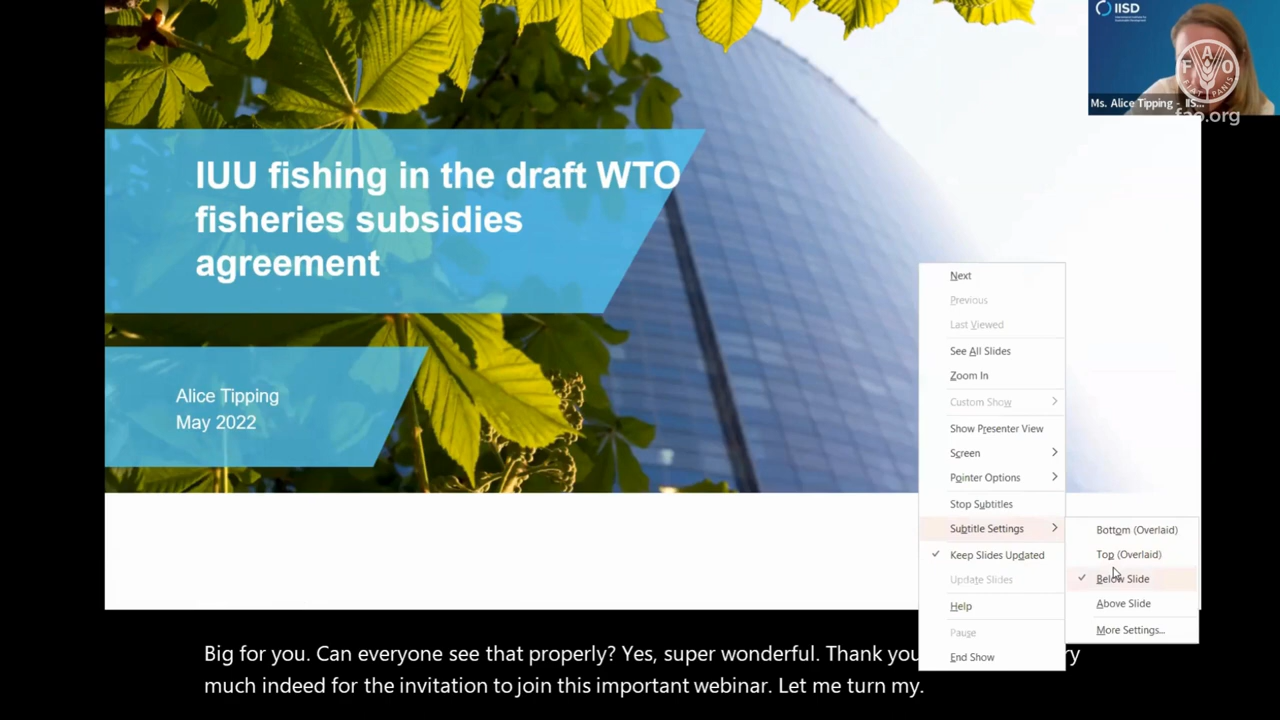 IISD
Ms. Alice Tipping - IIS...
FAO
FIAT PANIS
fao.org
IUU fishing in the draft WTO
fisheries subsidies
agreement
Alice Tipping
May 2022
Next
Previous
Last Viewed
See All Slides
Zoom In
Custom Show
Show Presenter View
Screen
Pointer Options
Stop Subtitles
Subtitle Settings
Keep Slides Updated
Update Slides
Help
Pause
End Show
Bottom (Overlaid)
Top (Overlaid)
Below Slide
Above Slide
More Settings...
Big for you. Can everyone see that properly? Yes, super wonderful. Thank you
much indeed for the invitation to join this important webinar. Let me turn my.